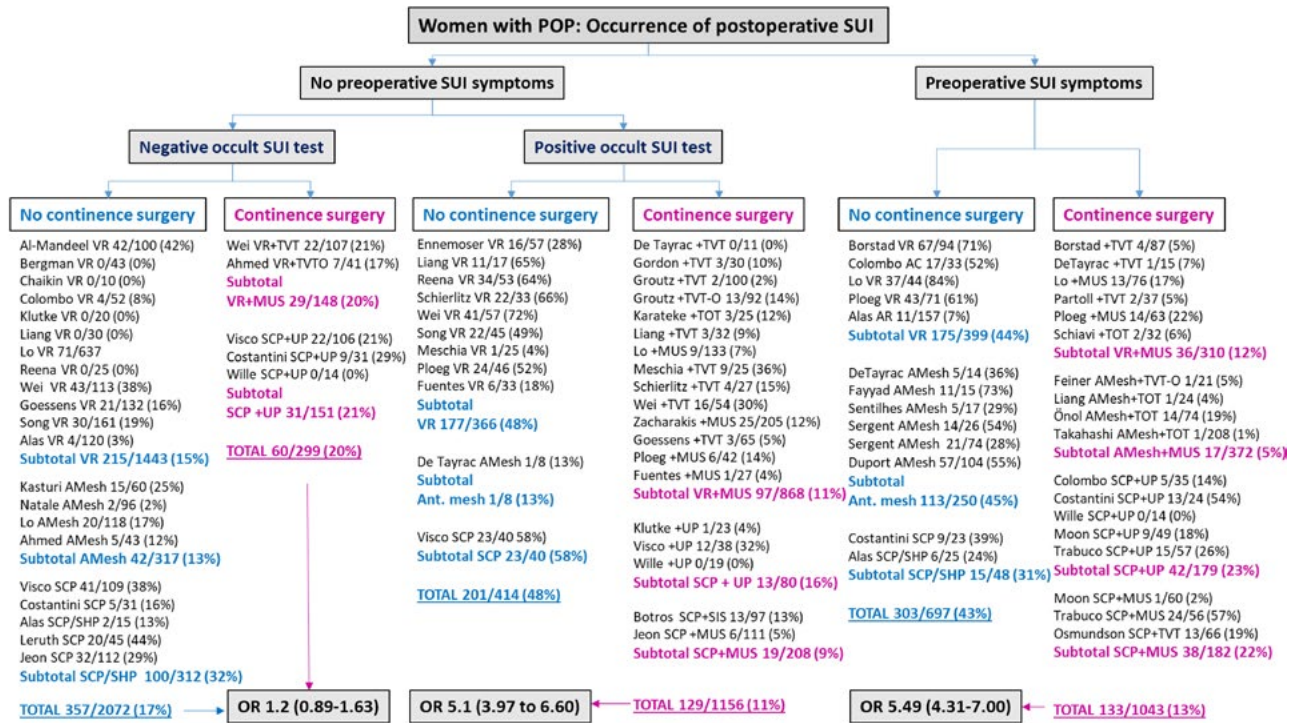 Women with POP: Occurrence of postoperative SUI
No preoperative SUI symptoms
Preoperative SUI symptoms
Negative occult SUI test
Positive occult SUI test
No continence surgery
Al-Mandeel VR 42/100 (42%)
Bergman VR 0/43 (0%)
Chaikin VR 0/10 (0%)
Colombo VR 4/52 (8%)
Klutke VR 0/20 (0%)
Liang VR 0/30 (0%)
Lo VR 71/637
Reena VR 0/25 (0%)
Wei VR 43/113 (38%)
Goessens VR 21/132 (16%)
Song VR 30/161 (19%)
Alas VR 4/120 (3%)
Subtotal VR 215/1443 (15%)
Kasturi AMesh 15/60 (25%)
Natale AMesh 2/96 (2%)
Lo AMesh 20/118 (17%)
Ahmed AMesh 5/43 (12%)
Subtotal AMesh 42/317 (13%)
Visco SCP 41/109 (38%)
Costantini SCP 5/31 (16%)
Alas SCP/SHP 2/15 (13%)
Leruth SCP 20/45 (44%)
Jeon SCP 32/112 (29%)
Subtotal SCP/SHP 100/312 (32%)
TOTAL 357/2072 (17%)
Continence surgery
Wei VR+TVT 22/107 (21%)
Ahmed VR+TVTO 7/41 (17%)
Subtotal
VR+MUS 29/148 (20%)
Visco SCP+UP 22/106 (21%)
Costantini SCP+UP 9/31 (29%)
Wille SCP+UP 0/14 (0%)
Subtotal
SCP +UP 31/151 (21%)
TOTAL 60/299 (20%)
OR 1.2 (0.89-1.63)
No continence surgery
Ennemoser VR 16/57 (28%)
Liang VR 11/17 (65%)
Reena VR 34/53 (64%)
Schierlitz VR 22/33 (66%)
Wei VR 41/57 (72%)
Song VR 22/45 (49%)
Meschia VR 1/25 (4%)
Ploeg VR 24/46 (52%)
Fuentes VR 6/33 (18%)
Subtotal
VR 177/366 (48%)
De Tayrac AMesh 1/8 (13%)
Subtotal
Ant. mesh 1/8 (13%)
Visco SCP 23/40 58%)
Subtotal SCP 23/40 (58%)
TOTAL 201/414 (48%)
OR 5.1 (3.97 to 6.60)
Continence surgery
De Tayrac +TVT 0/11 (0%)
Gordon +TVT 3/30 (10%)
Groutz +TVT 2/100 (2%)
Groutz +TVT-O 13/92 (14%)
Karateke +TOT 3/25 (12%)
Liang +TVT 3/32 (9%)
Lo +MUS 9/133 (7%)
Meschia +TVT 9/25 (36%)
Schierlitz +TVT 4/27 (15%)
Wei +TVT 16/54 (30%)
Zacharakis +MUS 25/205 (12%)
Goessens +TVT 3/65 (5%)
Ploeg +MUS 6/42 (14%)
Fuentes +MUS 1/27 (4%)
Subtotal VR+MUS 97/868 (11%)
Klutke +UP 1/23 (4%)
Visco +UP 12/38 (32%)
Wille +UP 0/19 (0%)
Subtotal SCP + UP 13/80 (16%)
Botros SCP+SIS 13/97 (13%)
Jeon SCP +MUS 6/111 (5%)
Subtotal SCP+MUS 19/208 (9%)
TOTAL 129/1156 (11%)
No continence surgery
Borstad VR 67/94 (71%)
Colombo AC 17/33 (52%)
Lo VR 37/44 (84%)
Ploeg VR 43/71 (61%)
Alas AR 11/157 (7%)
Subtotal VR 175/399 (44%)
DeTayrac AMesh 5/14 (36%)
Fayyad AMesh 11/15 (73%)
Sentilhes AMesh 5/17 (29%)
Sergent AMesh 14/26 (54%)
Sergent AMesh 21/74 (28%)
Duport AMesh 57/104 (55%)
Subtotal
Ant. mesh 113/250 (45%)
Costantini SCP 9/23 (39%)
Alas SCP/SHP 6/25 (24%)
Subtotal SCP/SHP 15/48 (31%)
TOTAL 303/697 (43%)
OR 5.49 (4.31-7.00)
Continence surgery
Borstad +TVT 4/87 (5%)
DeTayrac +TVT 1/15 (7%)
Lo +MUS 13/76 (17%)
Partoll +TVT 2/37 (5%)
Ploeg +MUS 14/63 (22%)
Schiavi +TOT 2/32 (6%)
Subtotal VR+MUS 36/310 (12%)
Feiner AMesh+TVT-O 1/21 (5%)
Liang AMesh+TOT 1/24 (4%)
Önol AMesh+TOT 14/74 (19%)
Takahashi AMesh+TOT 1/208 (1%)
Subtotal AMesh+MUS 17/372 (5%)
Colombo SCP+UP 5/35 (14%)
Costantini SCP+UP 13/24 (54%)
Wille SCP+UP 0/14 (0%)
Moon SCP+UP 9/49 (18%)
Trabuco SCP+UP 15/57 (26%)
Subtotal SCP+UP 42/179 (23%)
Moon SCP+MUS 1/60 (2%)
Trabuco SCP+MUS 24/56 (57%)
Osmundson SCP+TVT 13/66 (19%)
Subtotal SCP+MUS 38/182 (22%)
TOTAL 133/1043 (13%)